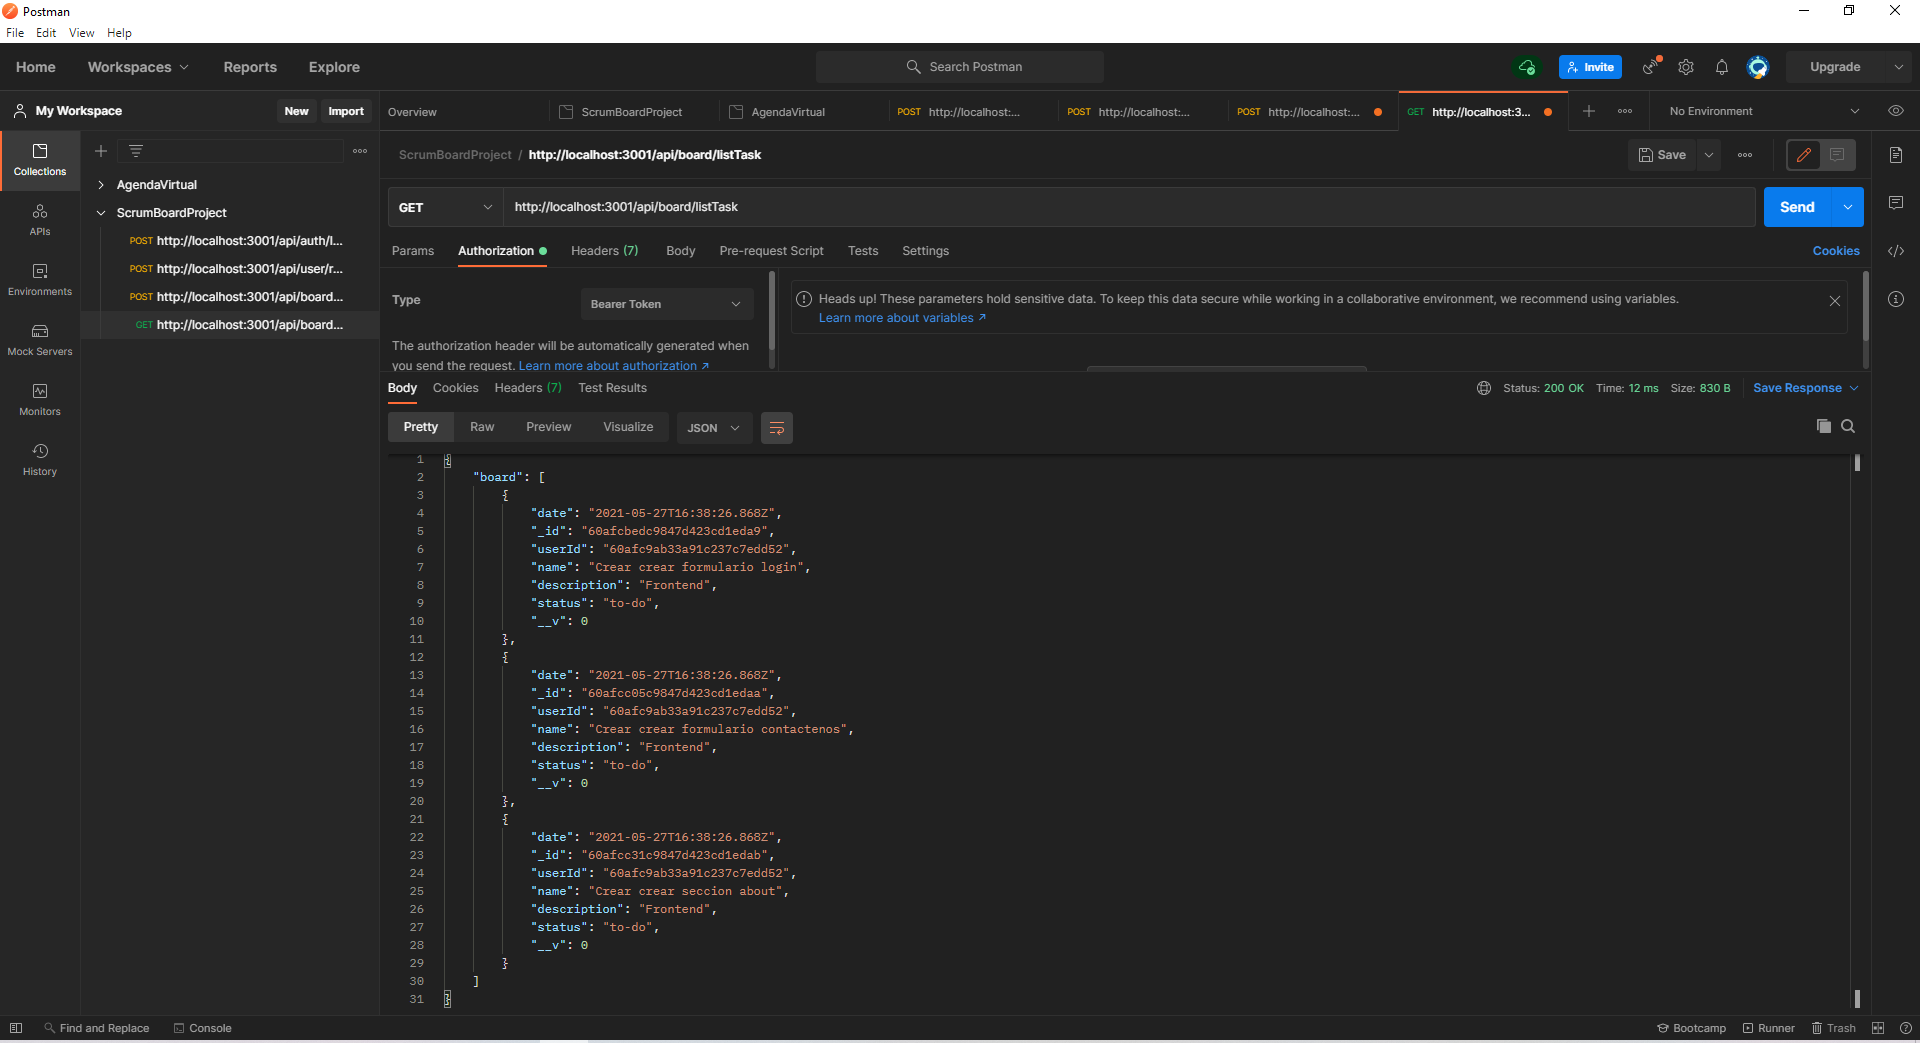 Postman
File Edit View Help
Home Workspaces Reports Explore Search Postman Invite Upgrade
My Workspace New Import Overview ScrumBoardProject AgendaVirtual POST http://localhost:... POST http://localhost:... POST http://localhost:... GET http://localhost:3... No Environment
Collections
APIs
Environments
Mock Servers
Monitors
History
AgendaVirtual
ScrumBoardProject
POST http://localhost:3001/api/auth/l...
POST http://localhost:3001/api/user/r...
POST http://localhost:3001/api/board...
GET http://localhost:3001/api/board...
ScrumBoardProject / http://localhost:3001/api/board/listTask Save
GET http://localhost:3001/api/board/listTask Send
Params Authorization Headers (7) Body Pre-request Script Tests Settings Cookies
Type Bearer Token
The authorization header will be automatically generated when
you send the request. Learn more about authorization ↗
Heads up! These parameters hold sensitive data. To keep this data secure while working in a collaborative environment, we recommend using variables.
Learn more about variables ↗
Body Cookies Headers (7) Test Results Status: 200 OK Time: 12 ms Size: 830 B Save Response
Pretty Raw Preview Visualize JSON
1 {
2 "board": [
3 {
4 "date": "2021-05-27T16:38:26.868Z",
5 "_id": "60afcbedc9847d423cd1eda9",
6 "userId": "60afc9ab33a91c237c7edd52",
7 "name": "Crear crear formulario login",
8 "description": "Frontend",
9 "status": "to-do",
10 "__v": 0
11 },
12 {
13 "date": "2021-05-27T16:38:26.868Z",
14 "_id": "60afcc05c9847d423cd1edaa",
15 "userId": "60afc9ab33a91c237c7edd52",
16 "name": "Crear crear formulario contactenos",
17 "description": "Frontend",
18 "status": "to-do",
19 "__v": 0
20 },
21 {
22 "date": "2021-05-27T16:38:26.868Z",
23 "_id": "60afcc31c9847d423cd1edab",
24 "userId": "60afc9ab33a91c237c7edd52",
25 "name": "Crear crear seccion about",
26 "description": "Frontend",
27 "status": "to-do",
28 "__v": 0
29 }
30 ]
31 }
Find and Replace Console Bootcamp Runner Trash